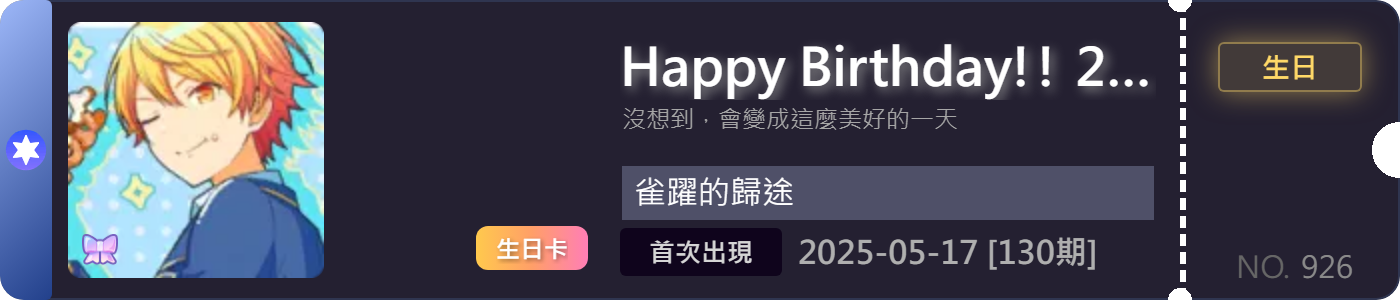 Happy Birthday!! 2...
生日
沒想到，會變成這麼美好的一天
雀躍的歸途
生日卡
首次出現
2025-05-17 [130期]
NO. 926